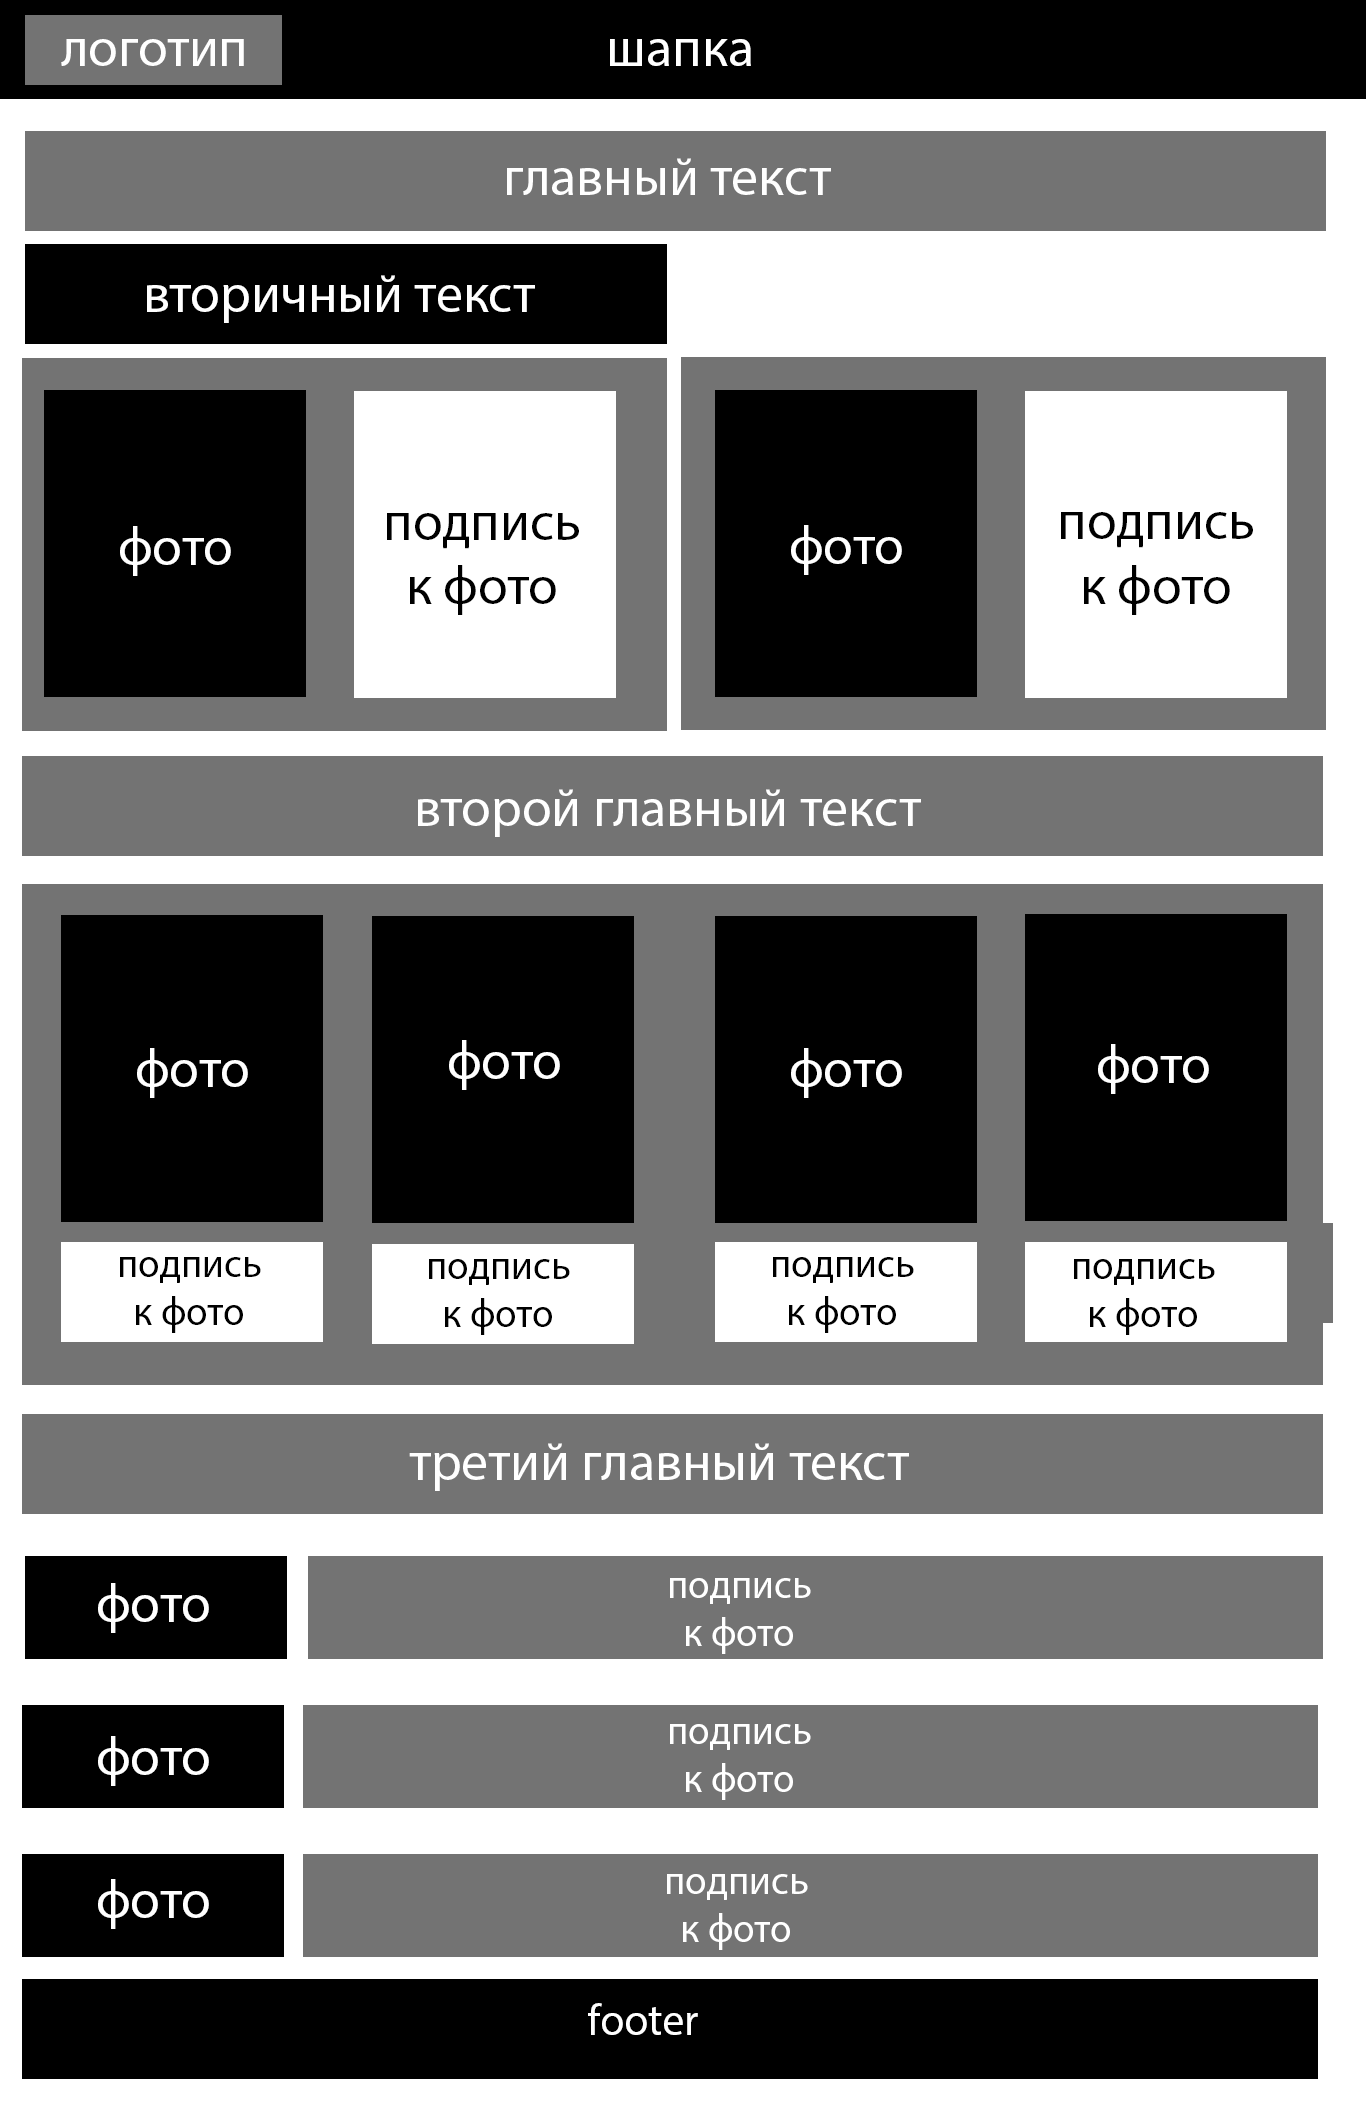 логотип
шапка
главный текст
вторичный текст
фото
подпись
к фото
фото
подпись
к фото
второй главный текст
фото
фото
фото
фото
подпись
к фото
подпись
к фото
подпись
к фото
подпись
к фото
третий главный текст
фото
подпись
к фото
фото
подпись
к фото
фото
подпись
к фото
footer